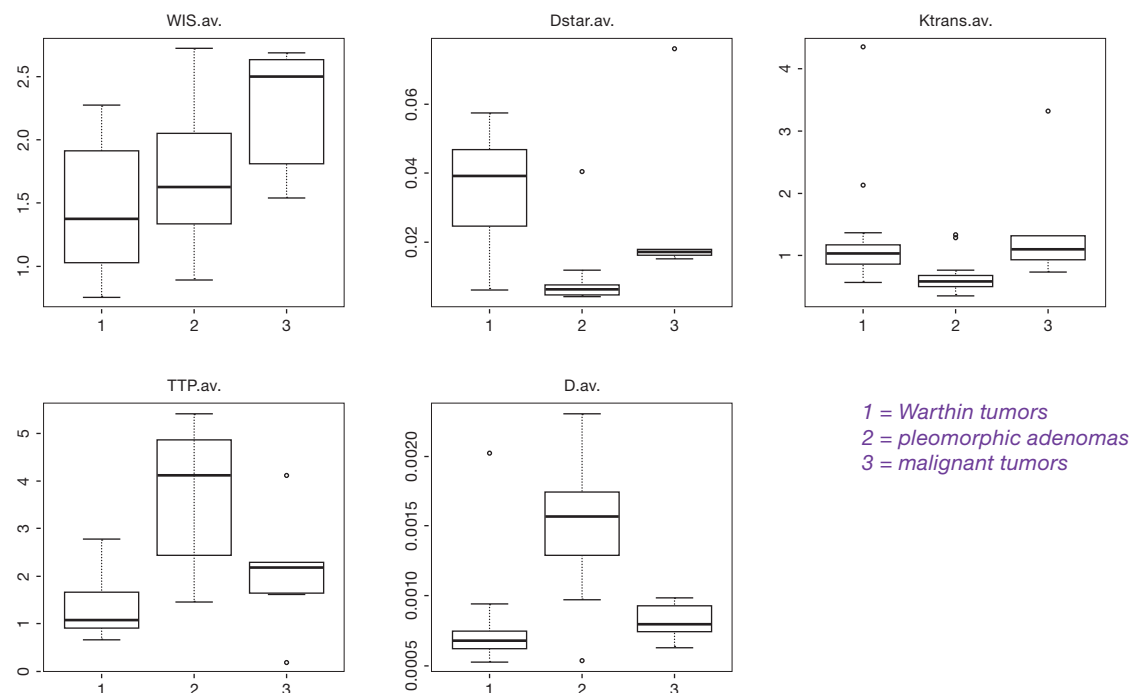 WIS.av.
2.5
2.0
1.5
1.0
1 2 3
Dstar.av.
0.06
0.04
0.02
1 2 3
Ktrans.av.
4
3
2
1
1 2 3
TTP.av.
5
4
3
2
1
0
1 2 3
D.av.
0.0020
0.0015
0.0010
0.0005
1 2 3
1 = Warthin tumors
2 = pleomorphic adenomas
3 = malignant tumors